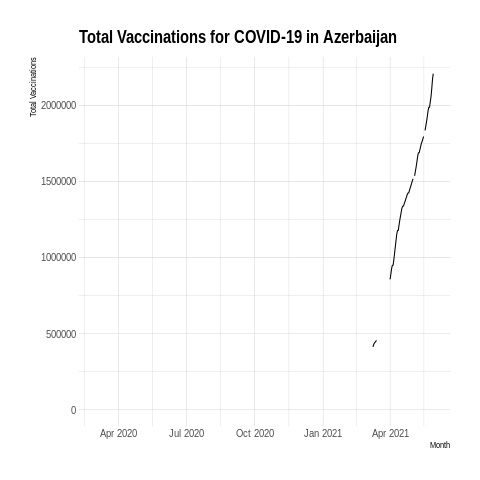 Total Vaccinations for COVID-19 in Azerbaijan
Total Vaccinations
2000000
1500000
1000000
500000
0
Apr 2020 Jul 2020 Oct 2020 Jan 2021 Apr 2021
Month